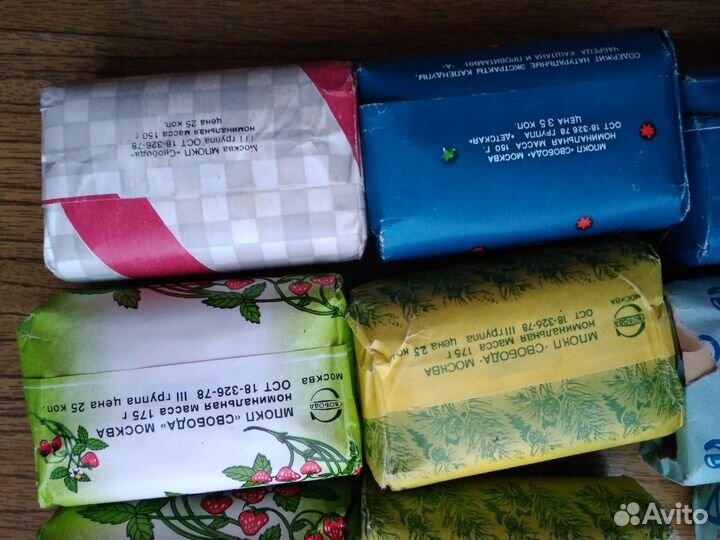 Москва МПОКП «Свобода»
III группа ОСТ 18-326-78
номинальная масса 150 г
цена 25 коп.
СОДЕРЖИТ НАТУРАЛЬНЫЕ ЭКСТРАКТЫ КАЛЕНДУЛЫ,
ЧАБРЕЦА, КАШТАНА И ПРОВИТАМИН "А"
МПОКП „СВОБОДА" МОСКВА
НОМИНАЛЬНАЯ МАССА 150 Г.
ОСТ 18-326 78 ГРУППА "ДЕТСКАЯ"
ЦЕНА 35 КОП.
СВОБОДА
МОСКВА
МПОКП «СВОБОДА» МОСКВА
номинальная масса 175 г
ОСТ 18-326-78 III группа цена 25 коп.
СВОБОДА
МОСКВА
МПОКП · СВОБОДА· МОСКВА
НОМИНАЛЬНАЯ МАССА 175 Г
ОСТ 18-326-78 III группа цена 25 коп
Avito